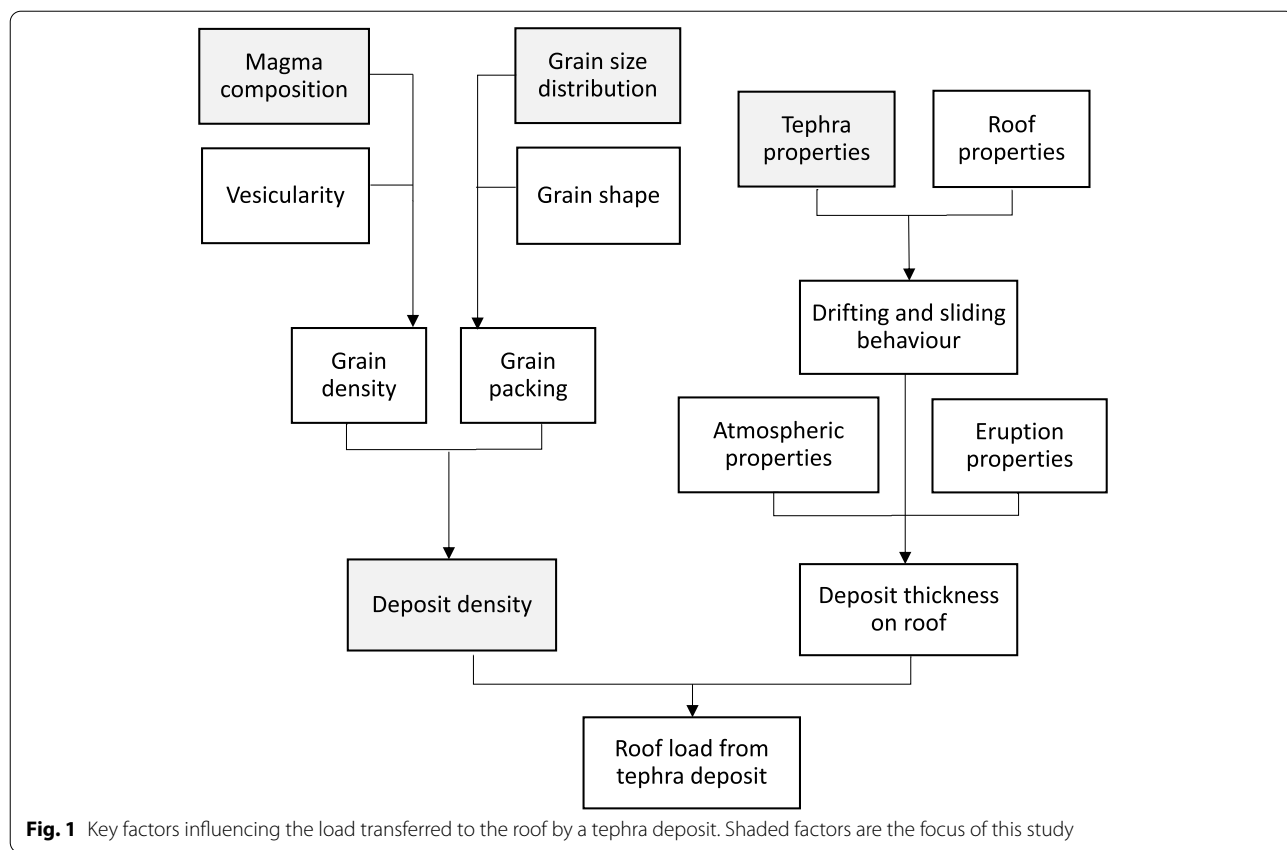 Magma
composition
Grain size
distribution
Tephra
properties
Roof
properties
Vesicularity
Grain shape
Drifting and sliding
behaviour
Grain
density
Grain
packing
Atmospheric
properties
Eruption
properties
Deposit density
Deposit thickness
on roof
Roof load from
tephra deposit
Fig. 1 Key factors influencing the load transferred to the roof by a tephra deposit. Shaded factors are the focus of this study